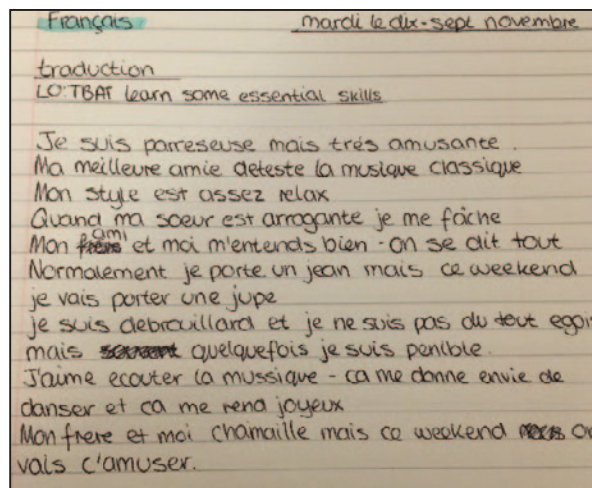 Français mardi le dix-sept novembre
traduction
LO:TBAT learn some essential skills
Je suis parreseuse mais trés amusante.
Ma meilleure amie deteste la musique classique
Mon style est assez relax
Quand ma soeur est arrogante je me fâche
Mon ami et moi m'entends bien - on se dit tout
Normalement je porte un jean mais ce weekend
je vais porter une jupe
je suis debrouillard et je ne suis pas du tout egois
mais quelquefois je suis penible.
J'aime ecouter la mussique - ca me donne envie de
danser et ca me rend joyeux
Mon frere et moi chamaille mais ce weekend on
vais c'amuser.